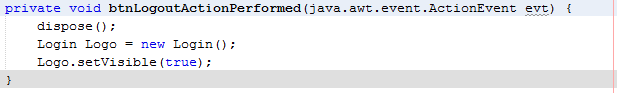 private void btnLogoutActionPerformed(java.awt.event.ActionEvent evt) {
dispose();
Login Logo = new Login();
Logo.setVisible(true);
}